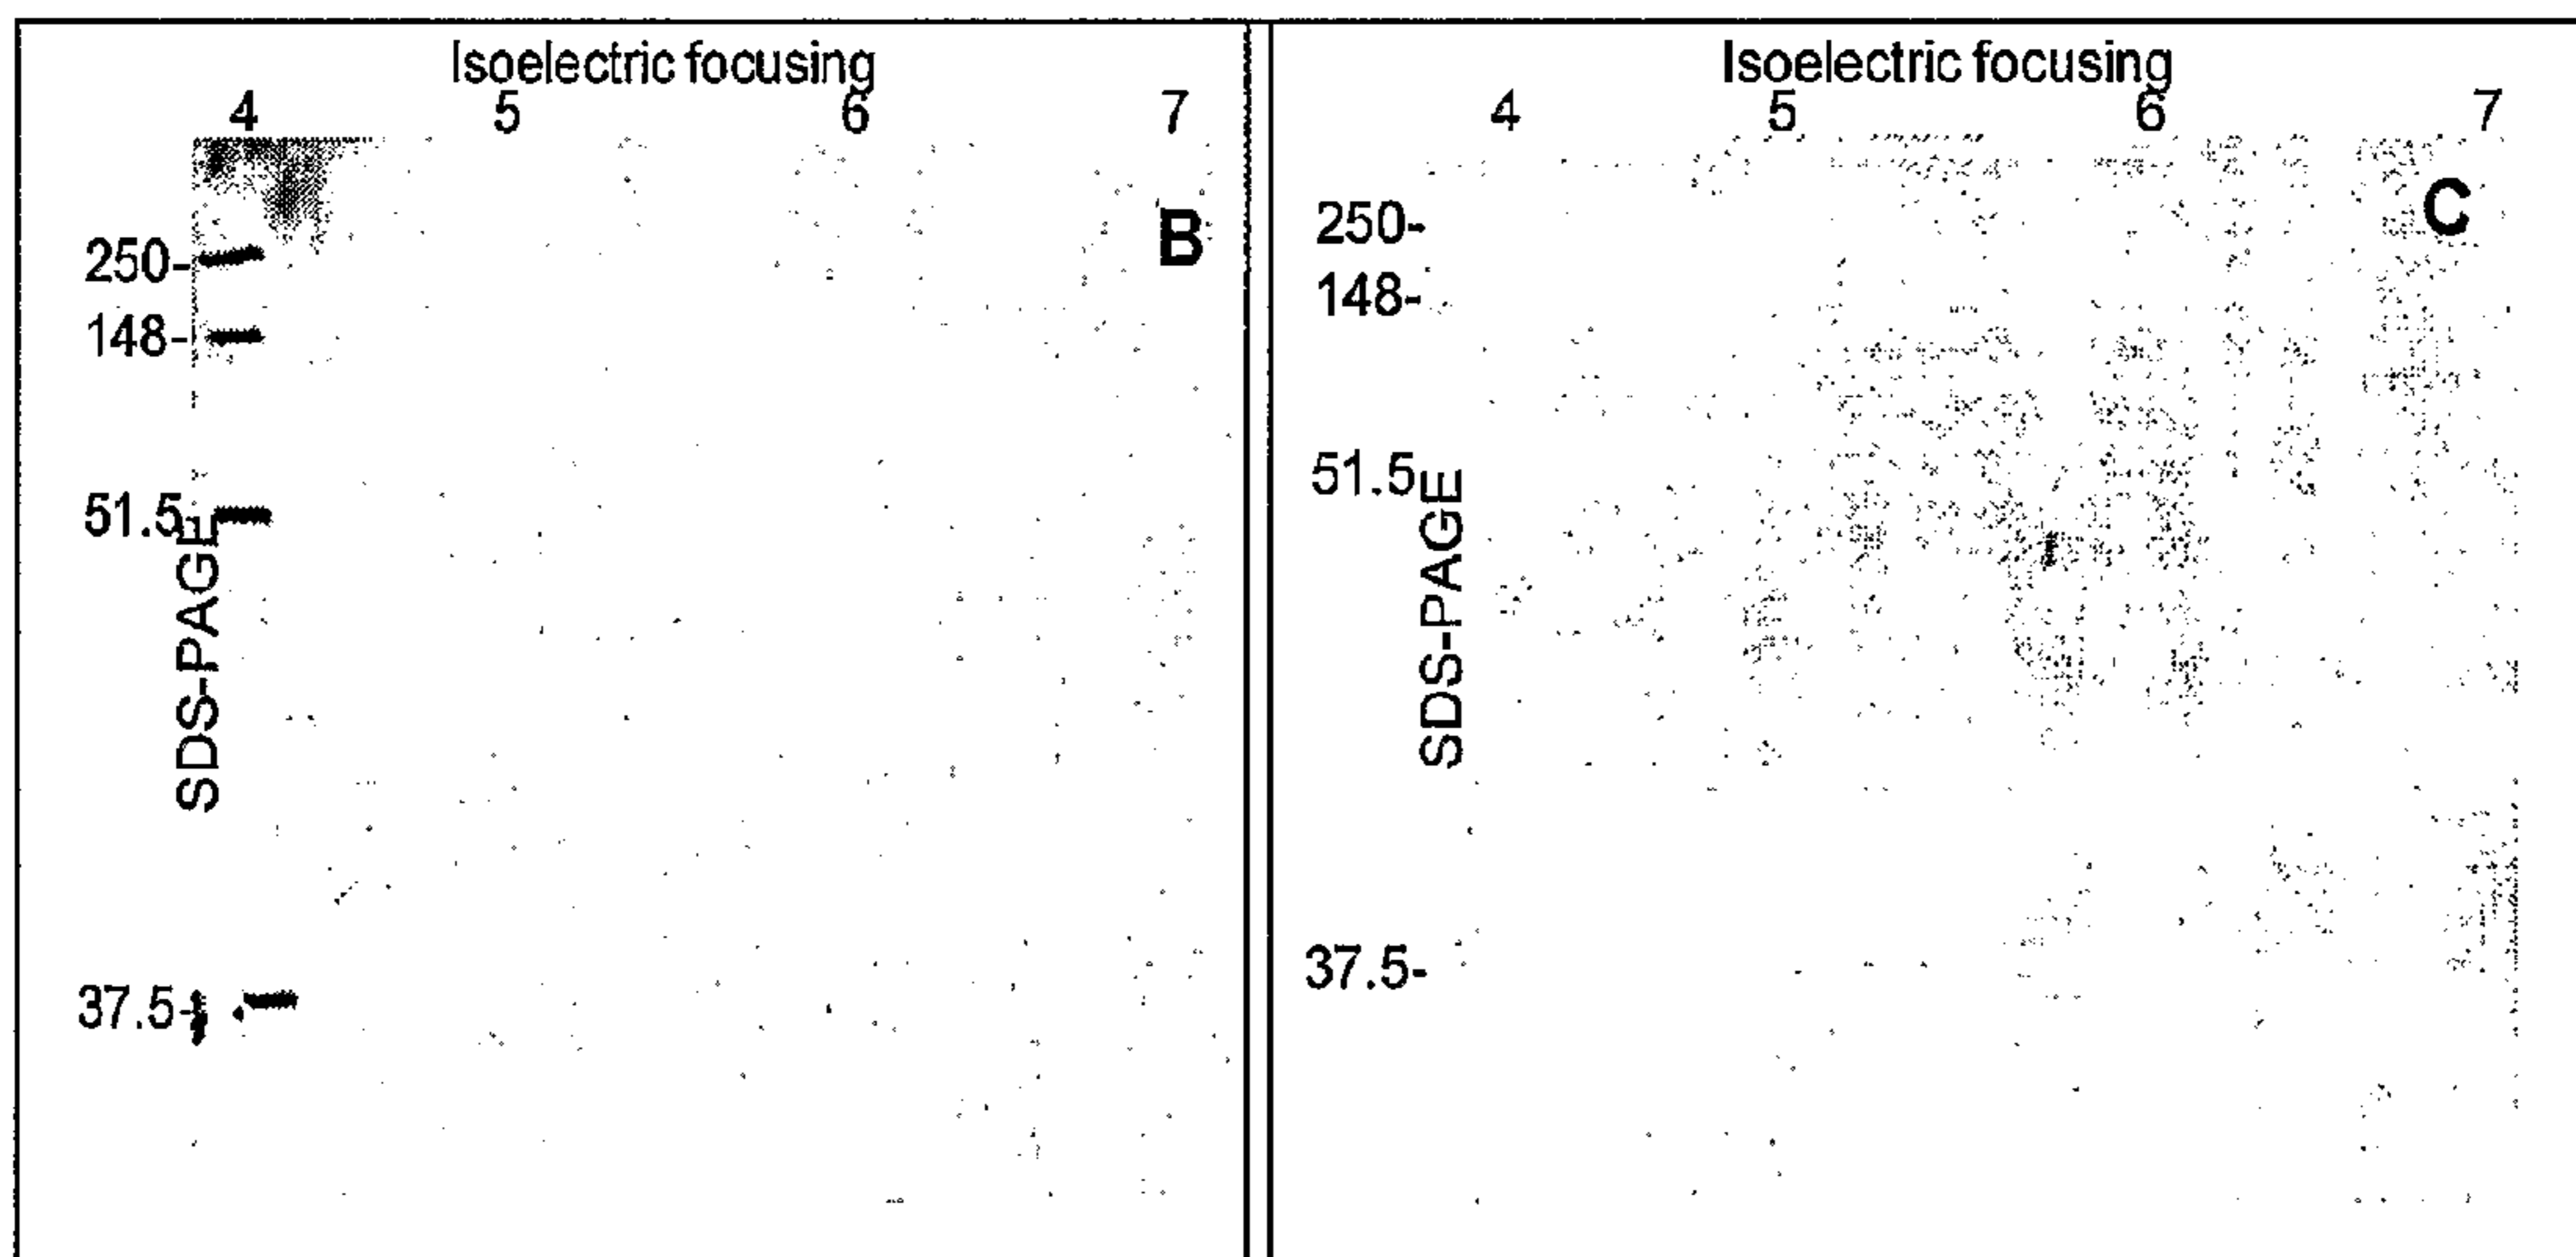 Isoelectric focusing
4 5 6 7
B
250-
148-
51.5
SDS-PAGE
37.5-
Isoelectric focusing
4 5 6 7
C
250-
148-
51.5
SDS-PAGE
37.5-